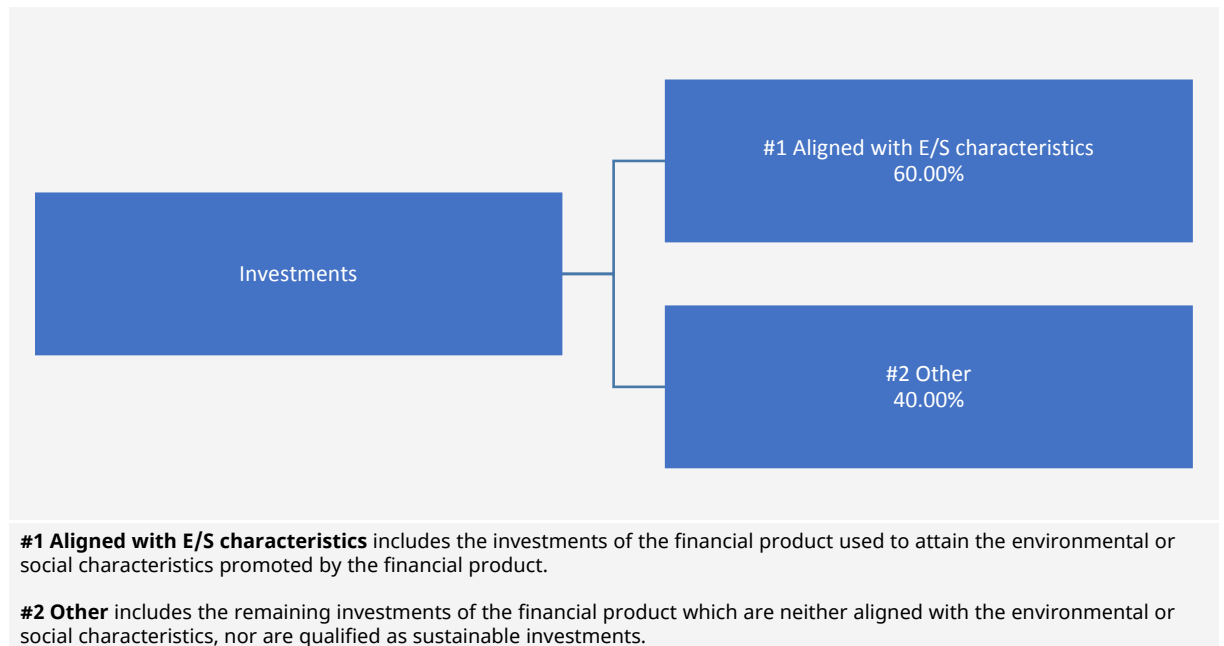 #1 Aligned with E/S characteristics
60.00%
Investments
#2 Other
40.00%
#1 Aligned with E/S characteristics includes the investments of the financial product used to attain the environmental or
social characteristics promoted by the financial product.
#2 Other includes the remaining investments of the financial product which are neither aligned with the environmental or
social characteristics, nor are qualified as sustainable investments.